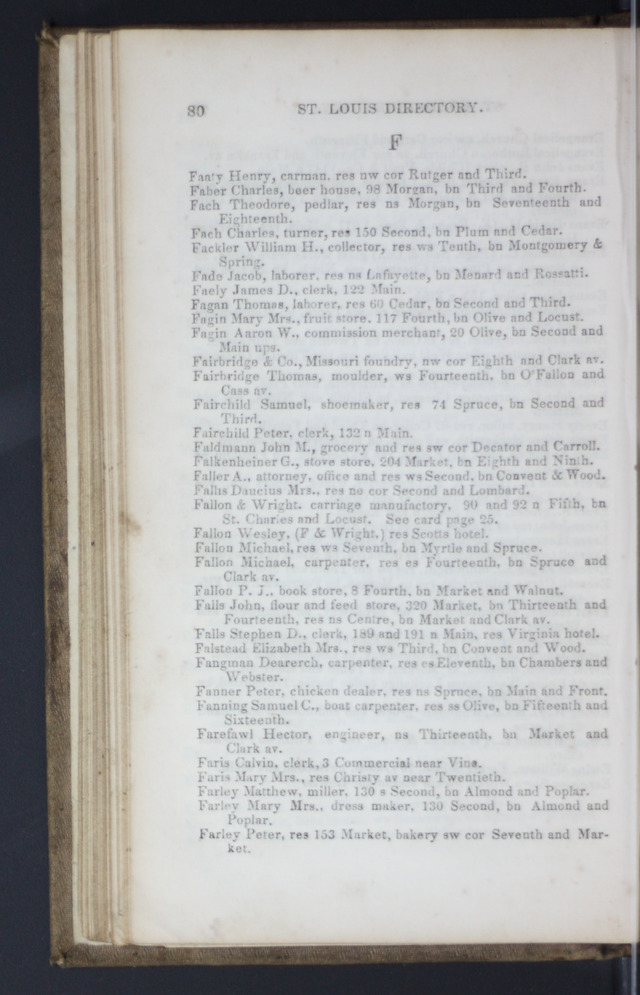 80 ST. LOUIS DIRECTORY.
F
Faaty Henry, carman, res nw cor Rutger and Third.
Faber Charles, beer house, 98 Morgan, bn Third and Fourth.
Fach Theodore, pedlar, res ns Morgan, bn Seventeenth and
Eighteenth.
Fach Charles, turner, res 150 Second, bn Plum and Cedar.
Fackler William H., collector, res ws Tenth, bn Montgomery &
Spring.
Fade Jacob, laborer, res ns Lafayette, bn Menard and Rossatti.
Faely James D., clerk, 122 Main.
Fagan Thomas, laborer, res 60 Cedar, bn Second and Third.
Fagin Mary Mrs., fruit store, 117 Fourth, bn Olive and Locust.
Fagin Aaron W., commission merchant, 20 Olive, bn Second and
Main ups.
Fairbridge & Co., Missouri foundry, nw cor Eighth and Clark av.
Fairbridge Thomas, moulder, ws Fourteenth, bn O'Fallon and
Cass av.
Fairchild Samuel, shoemaker, res 74 Spruce, bn Second and
Third.
Fairchild Peter, clerk, 132 n Main.
Faldmann John M., grocery and res sw cor Decator and Carroll.
Falkenheiner G., stove store, 204 Market, bn Eighth and Ninth.
Faller A., attorney, office and res ws Second, bn Convent & Wood.
Fallis Daucius Mrs., res ne cor Second and Lombard.
Fallon & Wright, carriage manufactory, 90 and 92 n Fifth, bn
St. Charles and Locust. See card page 25.
Fallon Wesley, (F & Wright,) res Scotts hotel.
Fallon Michael, res ws Seventh, bn Myrtle and Spruce.
Fallon Michael, carpenter, res es Fourteenth, bn Spruce and
Clark av.
Fallon P. J., book store, 8 Fourth, bn Market and Walnut.
Falls John, flour and feed store, 320 Market, bn Thirteenth and
Fourteenth, res ns Centre, bn Market and Clark av.
Falls Stephen D., clerk, 189 and 191 n Main, res Virginia hotel.
Falstead Elizabeth Mrs., res ws Third, bn Convent and Wood.
Fangman Dearerch, carpenter, res es Eleventh, bn Chambers and
Webster.
Fanner Peter, chicken dealer, res ns Spruce, bn Main and Front.
Fanning Samuel C., boat carpenter, res ss Olive, bn Fifteenth and
Sixteenth.
Farefawl Hector, engineer, ns Thirteenth, bn Market and
Clark av.
Faris Calvin, clerk, 3 Commercial near Vine.
Faris Mary Mrs., res Christy av near Twentieth.
Farley Matthew, miller, 130 s Second, bn Almond and Poplar.
Farley Mary Mrs., dress maker, 130 Second, bn Almond and
Poplar.
Farley Peter, res 153 Market, bakery sw cor Seventh and Mar-
ket.